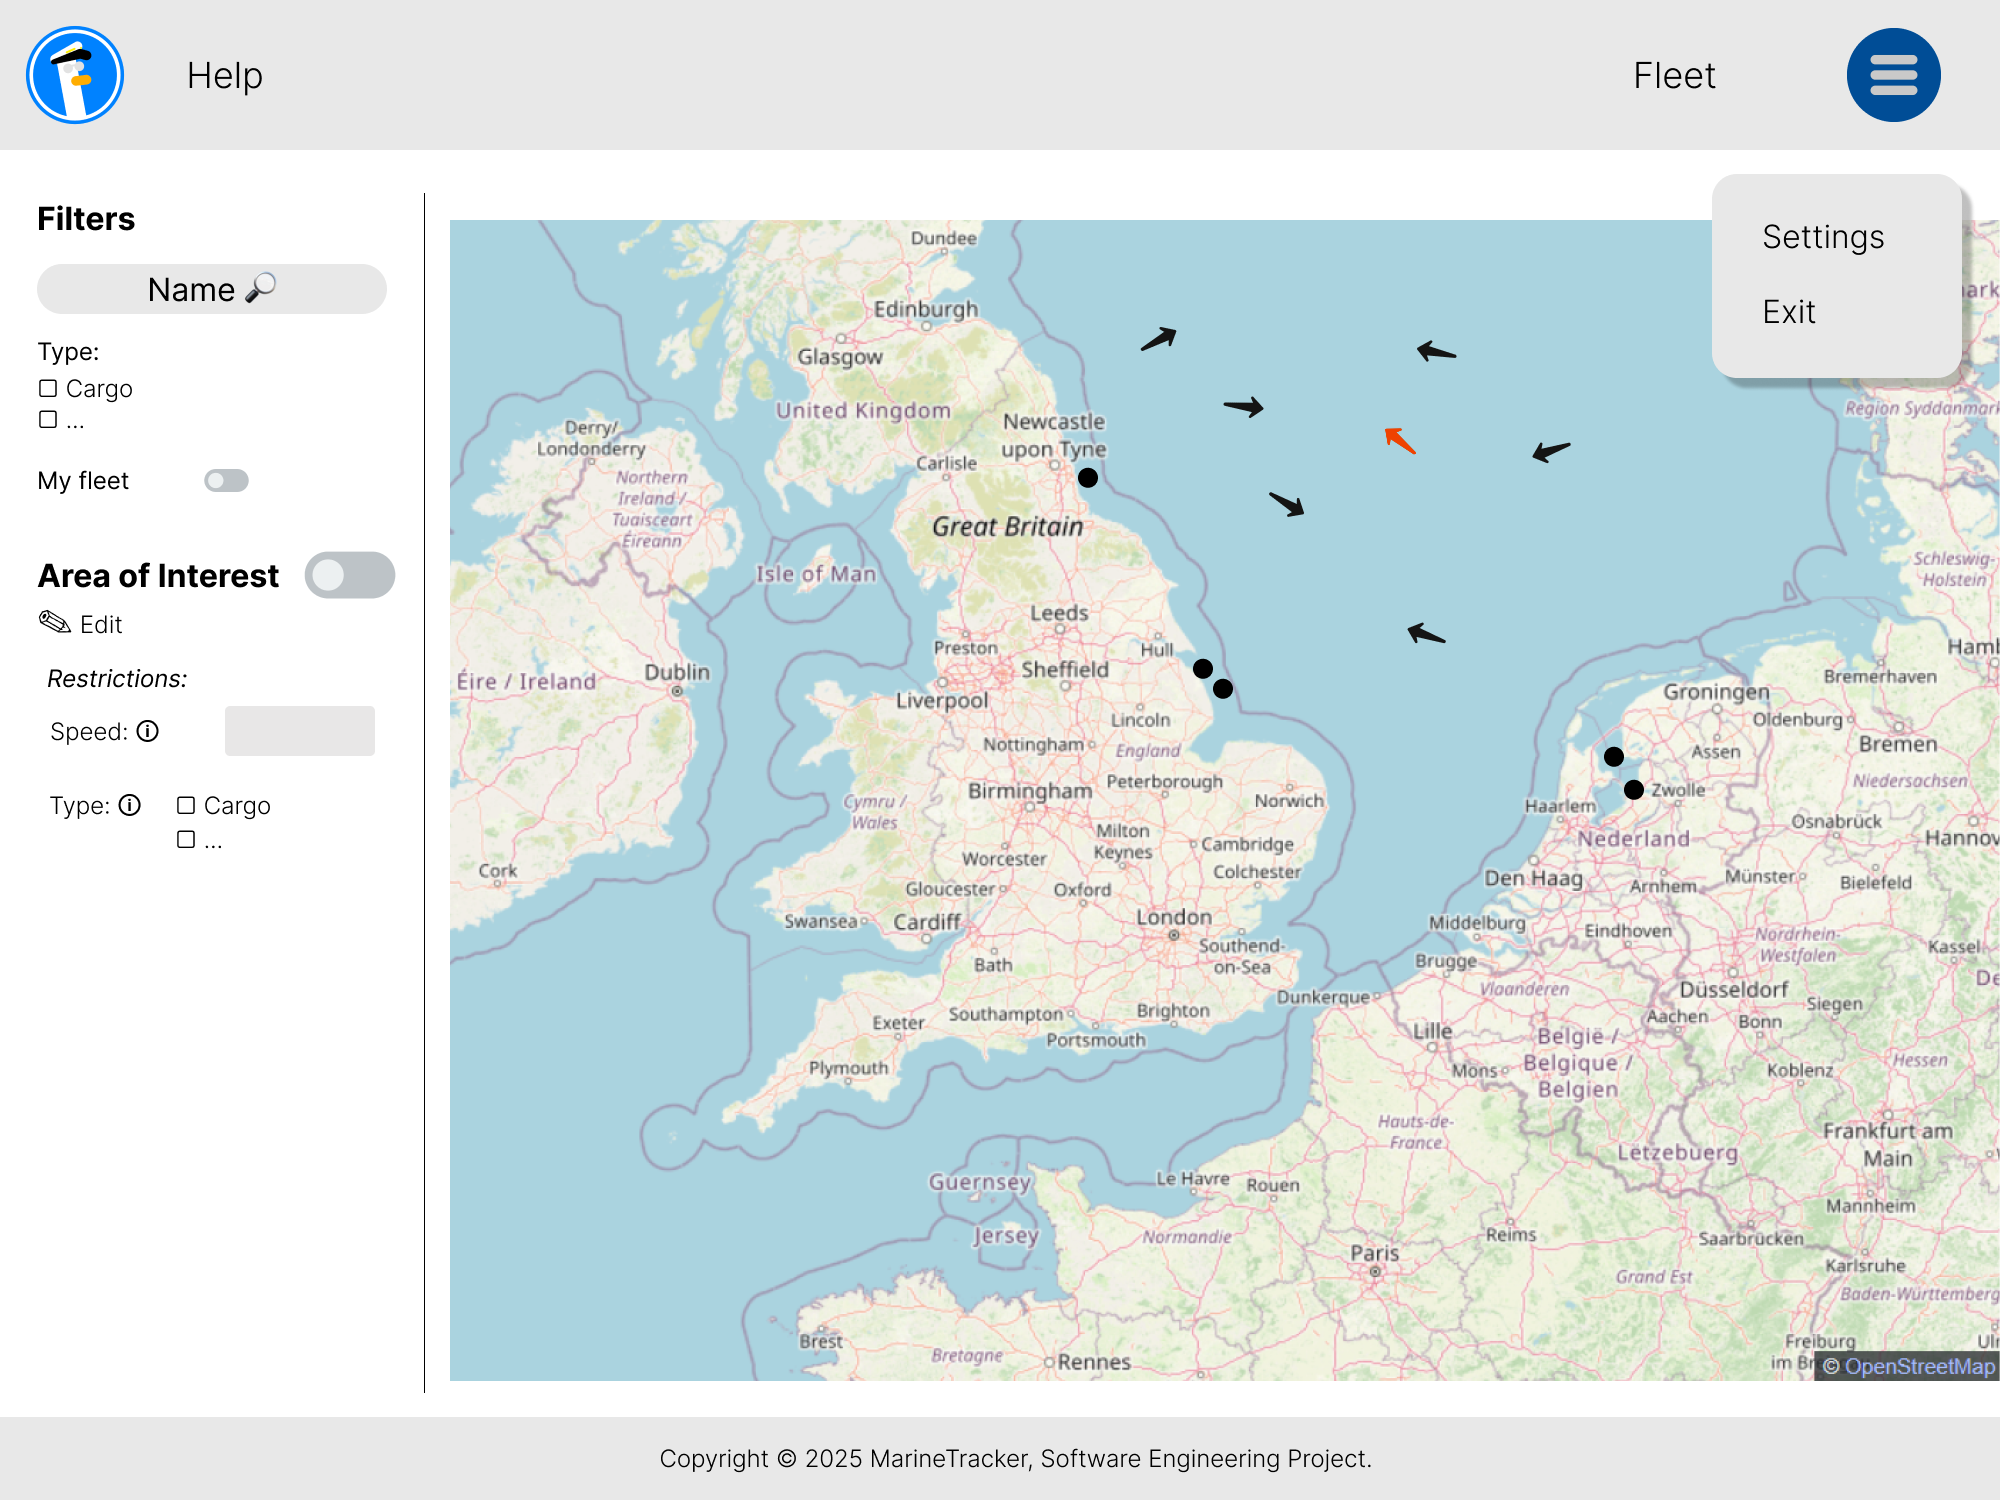 Help
Fleet
Settings
Exit
Filters
Name
Type:
Cargo
...
My fleet
Area of Interest
Edit
Restrictions:
Speed:
Type:
Cargo
...
Dundee
Edinburgh
Glasgow
United Kingdom
Newcastle
upon Tyne
Derry/
Londonderry
Carlisle
Northern
Ireland /
Tuaisceart
Éireann
Great Britain
Isle of Man
Leeds
Preston
Hull
Sheffield
Dublin
Éire / Ireland
Liverpool
Lincoln
Nottingham
England
Peterborough
Birmingham
Norwich
Cymru /
Wales
Milton
Keynes
Cambridge
Worcester
Colchester
Cork
Gloucester
Oxford
Swansea
Cardiff
London
Southend-
on-Sea
Bath
Southampton
Brighton
Exeter
Portsmouth
Plymouth
Guernsey
Jersey
Le Havre
Rouen
Normandie
Paris
Reims
Brest
Bretagne
Rennes
Region Syddanmark
Schleswig-
Holstein
Groningen
Bremerhaven
Oldenburg
Assen
Bremen
Niedersachsen
Zwolle
Haarlem
Osnabrück
Nederland
Hannov
Den Haag
Arnhem
Münster
Bielefeld
Middelburg
Eindhoven
Nordrhein-
Westfalen
Kassel
Brugge
Vlaanderen
Düsseldorf
Dunkerque
Siegen
Aachen
Bonn
Lille
België /
Belgique /
Belgien
Mons
Hessen
Koblenz
Hauts-de-
France
Frankfurt am
Main
Lëtzebuerg
Mannheim
Saarbrücken
Karlsruhe
Grand Est
Baden-Württemberg
Freiburg
© OpenStreetMap
Copyright © 2025 MarineTracker, Software Engineering Project.